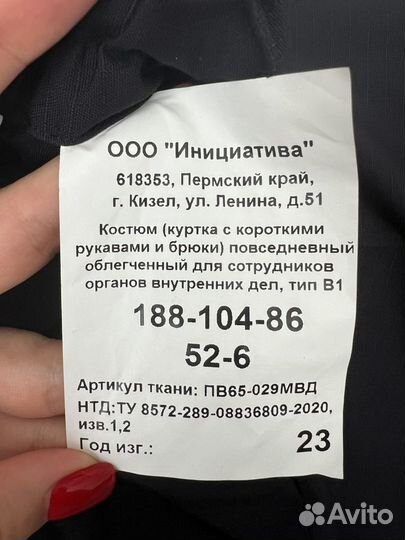 ООО "Инициатива"
618353, Пермский край,
г. Кизел, ул. Ленина, д.51
Костюм (куртка с короткими
рукавами и брюки) повседневный
облегченный для сотрудников
органов внутренних дел, тип В1
188-104-86
52-6
Артикул ткани: ПВ65-029МВД
НТД:ТУ 8572-289-08836809-2020,
изв.1,2
Год изг.: 23
Avito